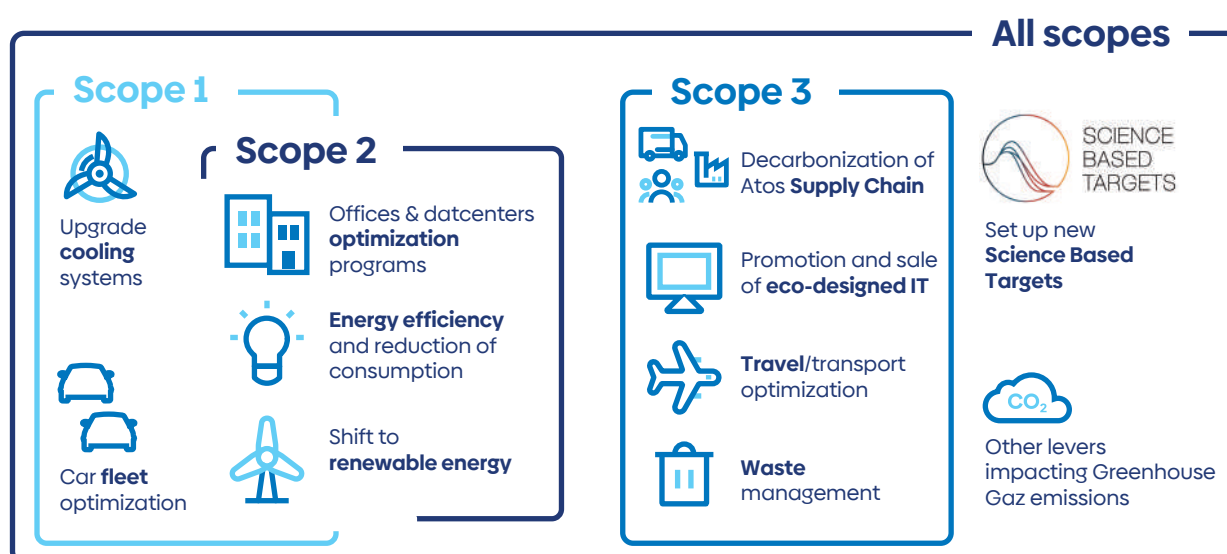 All scopes
Scope 1
Upgrade
cooling
systems
Car fleet
optimization
Scope 2
Offices & datcenters
optimization
programs
Energy efficiency
and reduction of
consumption
Shift to
renewable energy
Scope 3
Decarbonization of
Atos Supply Chain
Promotion and sale
of eco-designed IT
Travel/transport
optimization
Waste
management
SCIENCE
BASED
TARGETS
Set up new
Science Based
Targets
CO₂
Other levers
impacting Greenhouse
Gaz emissions